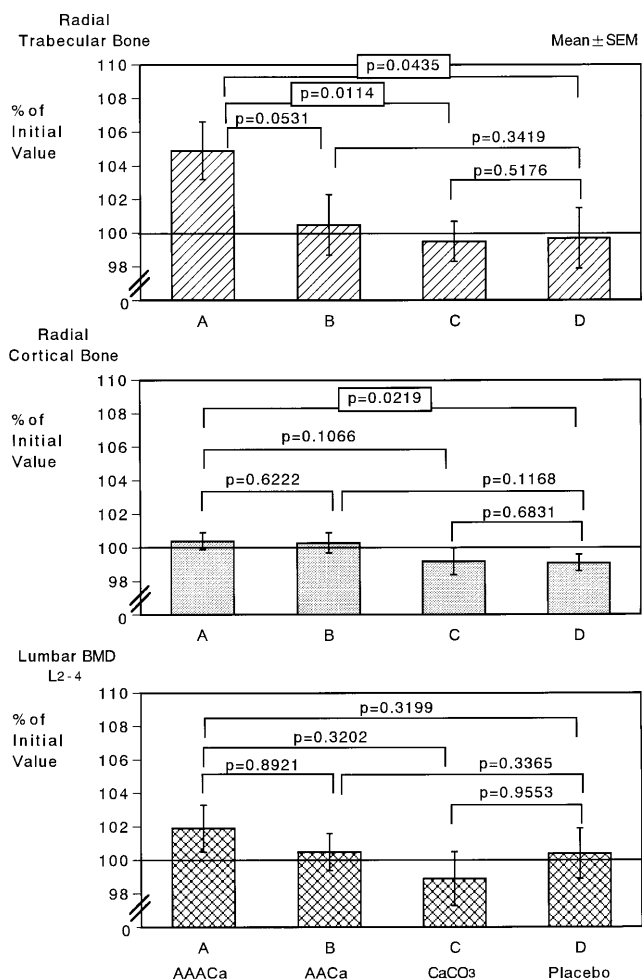 Radial
Trabecular Bone
Mean±SEM
110
p=0.0435
108
% of
Initial
Value
p=0.0114
106
p=0.0531
p=0.3419
104
p=0.5176
102
100
98
0
A B C D
Radial
Cortical Bone
110
% of
Initial
Value
p=0.0219
108
106
p=0.1066
104
p=0.6222
p=0.1168
102
p=0.6831
100
98
0
A B C D
Lumbar BMD
L2-4
110
% of
Initial
Value
p=0.3199
108
p=0.3202
106
p=0.8921
p=0.3365
104
p=0.9553
102
100
98
0
A B C D
AAACa AACa CaCO3 Placebo